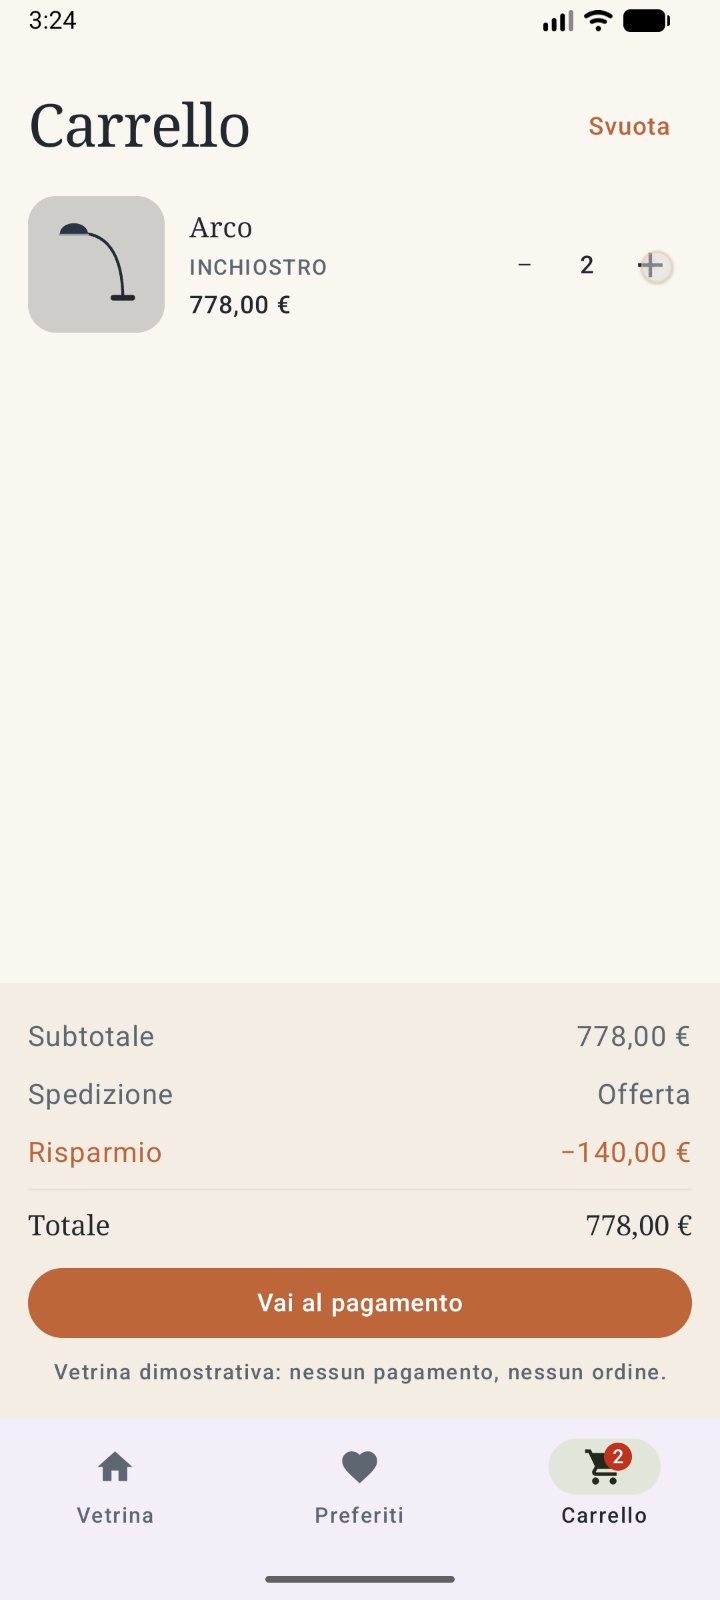 3:24
Carrello
Svuota
Arco
INCHIOSTRO
778,00 €
− 2 +
Subtotale 778,00 €
Spedizione Offerta
Risparmio −140,00 €
Totale 778,00 €
Vai al pagamento
Vetrina dimostrativa: nessun pagamento, nessun ordine.
2
Vetrina Preferiti Carrello